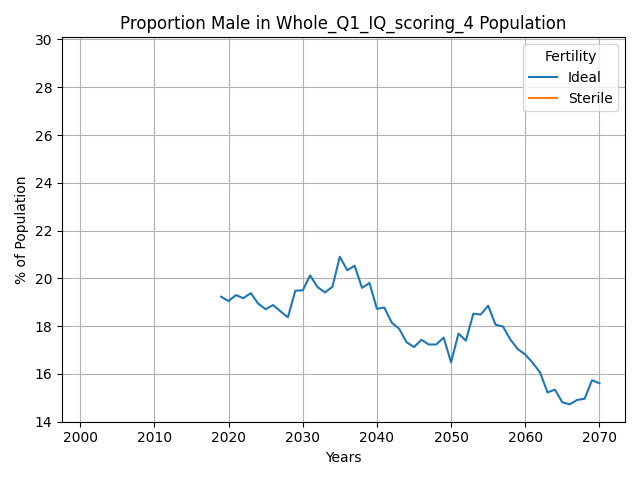 Proportion Male in Whole_Q1_IQ_scoring_4 Population
30
28
26
24
22
20
18
16
14
% of Population
Fertility
Ideal
Sterile
2000 2010 2020 2030 2040 2050 2060 2070
Years